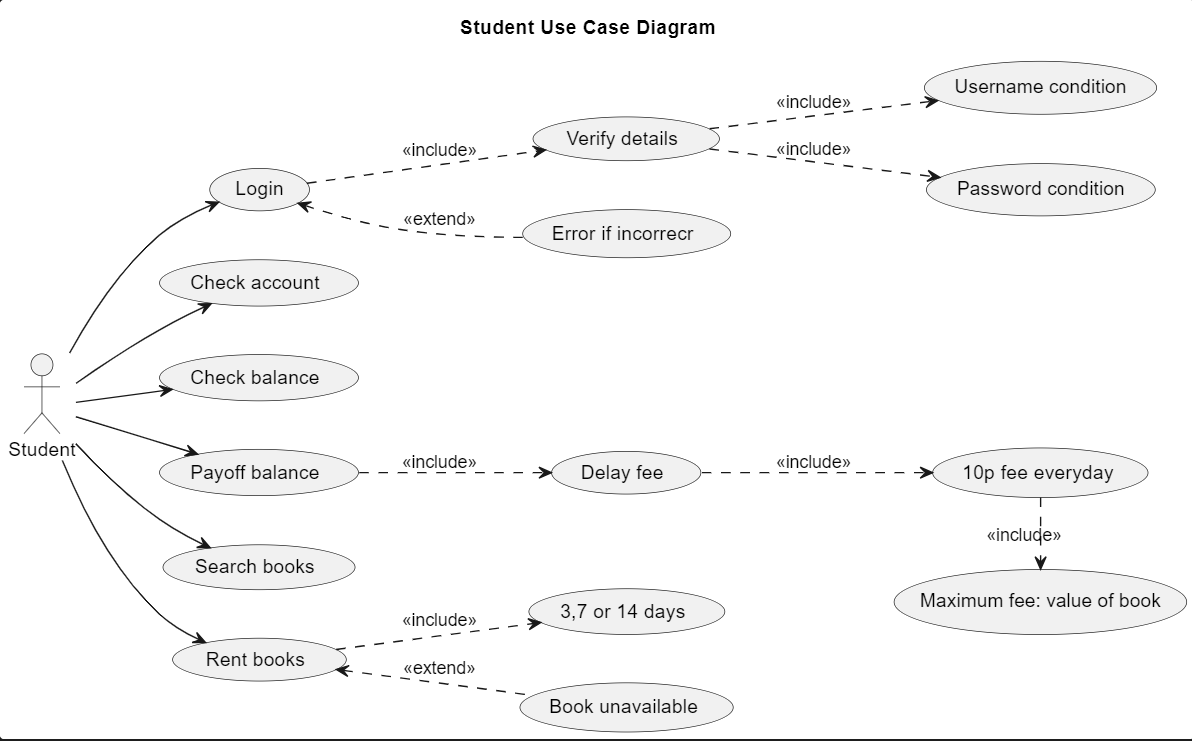 Student Use Case Diagram
Username condition
«include»
Verify details
«include»
«include»
Password condition
Login
«extend»
Error if incorrecr
Check account
Check balance
Student
Payoff balance
«include»
Delay fee
«include»
10p fee everyday
«include»
Search books
Maximum fee: value of book
3,7 or 14 days
«include»
Rent books
«extend»
Book unavailable